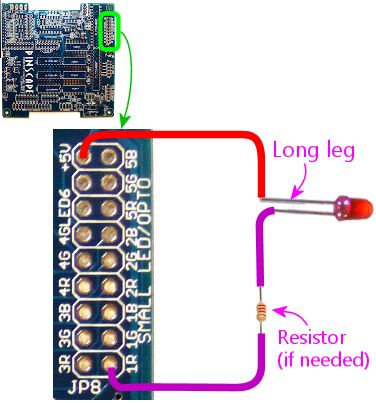 PINSCAPE
Long leg
Resistor
(if needed)
+5V 5B
LED6 5G
4G 5R
4G 2B
4R 2G
3B 2R
3G 1B
3R 1G
1R
SMALL LED/OPTO
JP8